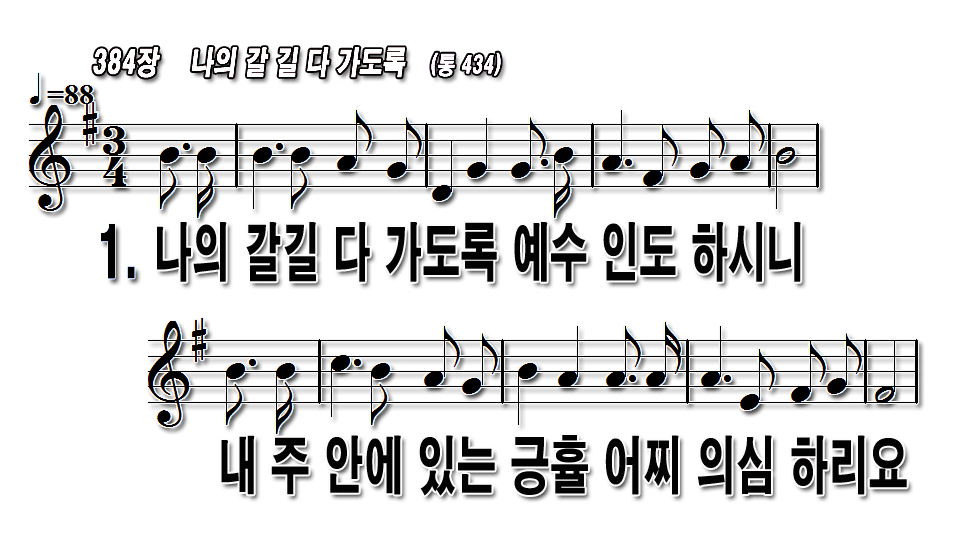 384장 나의 갈 길 다 가도록 (통 434)
♩=88
3
4
1. 나의 갈길 다 가도록 예수 인도 하시니
내 주 안에 있는 긍휼 어찌 의심 하리요